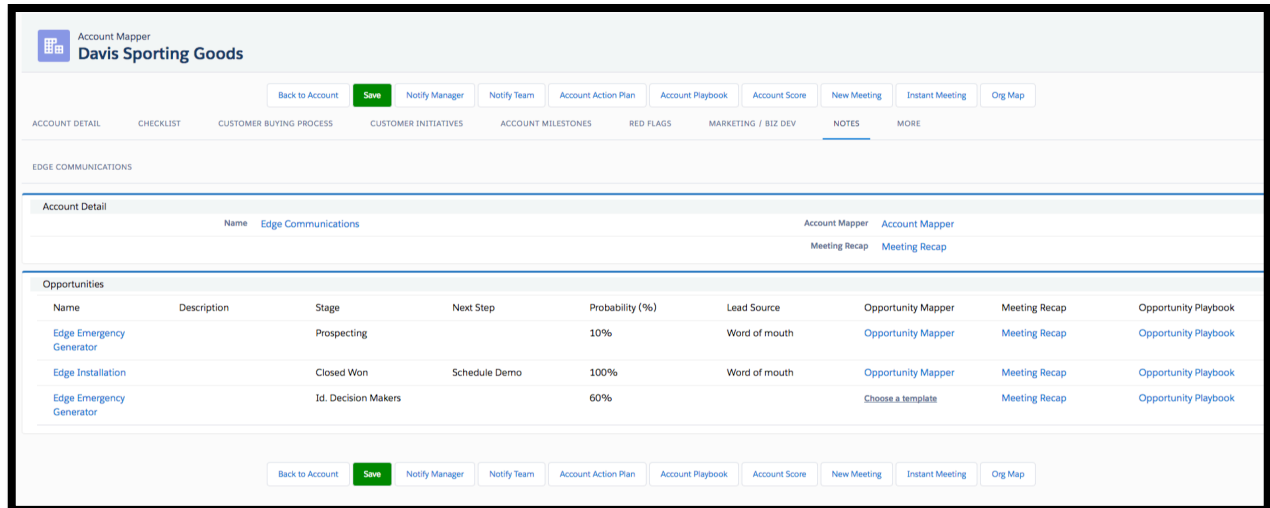 Account Mapper
Davis Sporting Goods
Back to Account Save Notify Manager Notify Team Account Action Plan Account Playbook Account Score New Meeting Instant Meeting Org Map
ACCOUNT DETAIL CHECKLIST CUSTOMER BUYING PROCESS CUSTOMER INITIATIVES ACCOUNT MILESTONES RED FLAGS MARKETING / BIZ DEV NOTES MORE
EDGE COMMUNICATIONS
Account Detail
Name Edge Communications Account Mapper Account Mapper
Meeting Recap Meeting Recap
Opportunities
Name Description Stage Next Step Probability (%) Lead Source Opportunity Mapper Meeting Recap Opportunity Playbook
Edge Emergency Prospecting 10% Word of mouth Opportunity Mapper Meeting Recap Opportunity Playbook
Generator
Edge Installation Closed Won Schedule Demo 100% Word of mouth Opportunity Mapper Meeting Recap Opportunity Playbook
Edge Emergency Id. Decision Makers 60% Choose a template Meeting Recap Opportunity Playbook
Generator
Back to Account Save Notify Manager Notify Team Account Action Plan Account Playbook Account Score New Meeting Instant Meeting Org Map